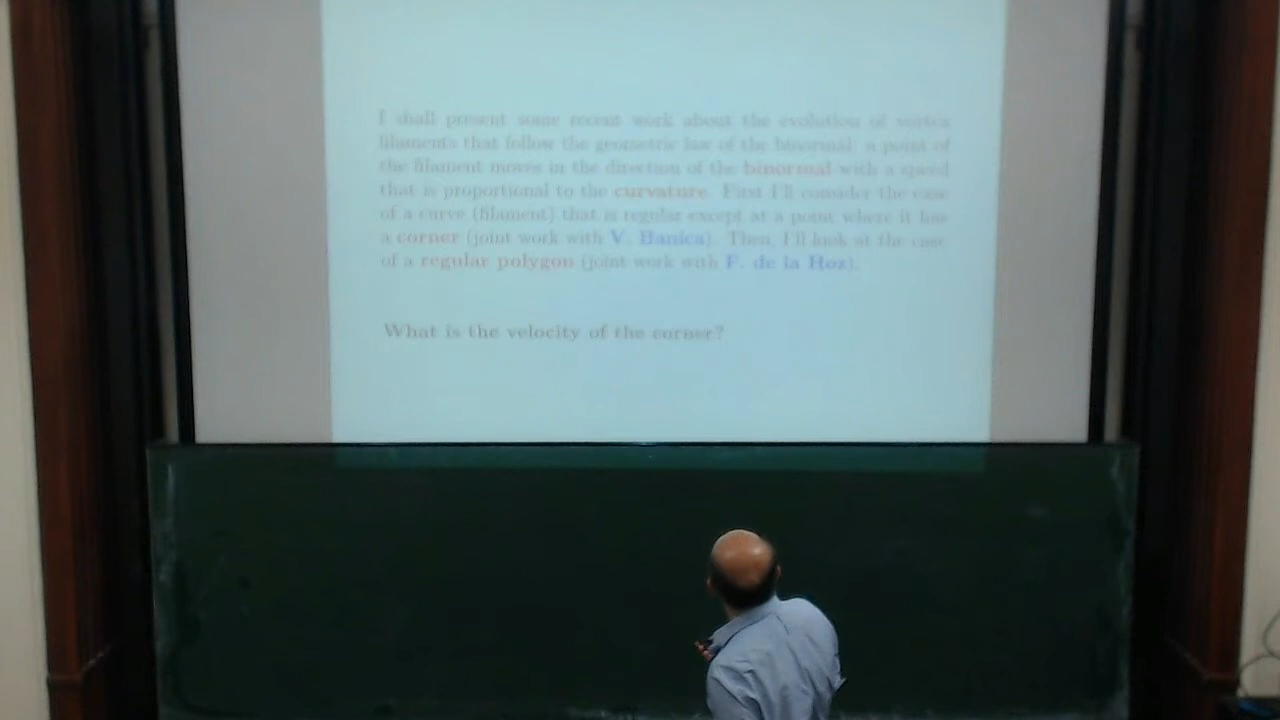 I shall present some recent work about the evolution of vortex
filaments that follow the geometric law of the binormal: a point of
the filament moves in the direction of the binormal with a speed
that is proportional to the curvature. First I'll consider the case
of a curve (filament) that is regular except at a point where it has
a corner (joint work with V. Banica). Then, I'll look at the case
of a regular polygon (joint work with F. de la Hoz).
What is the velocity of the corner?